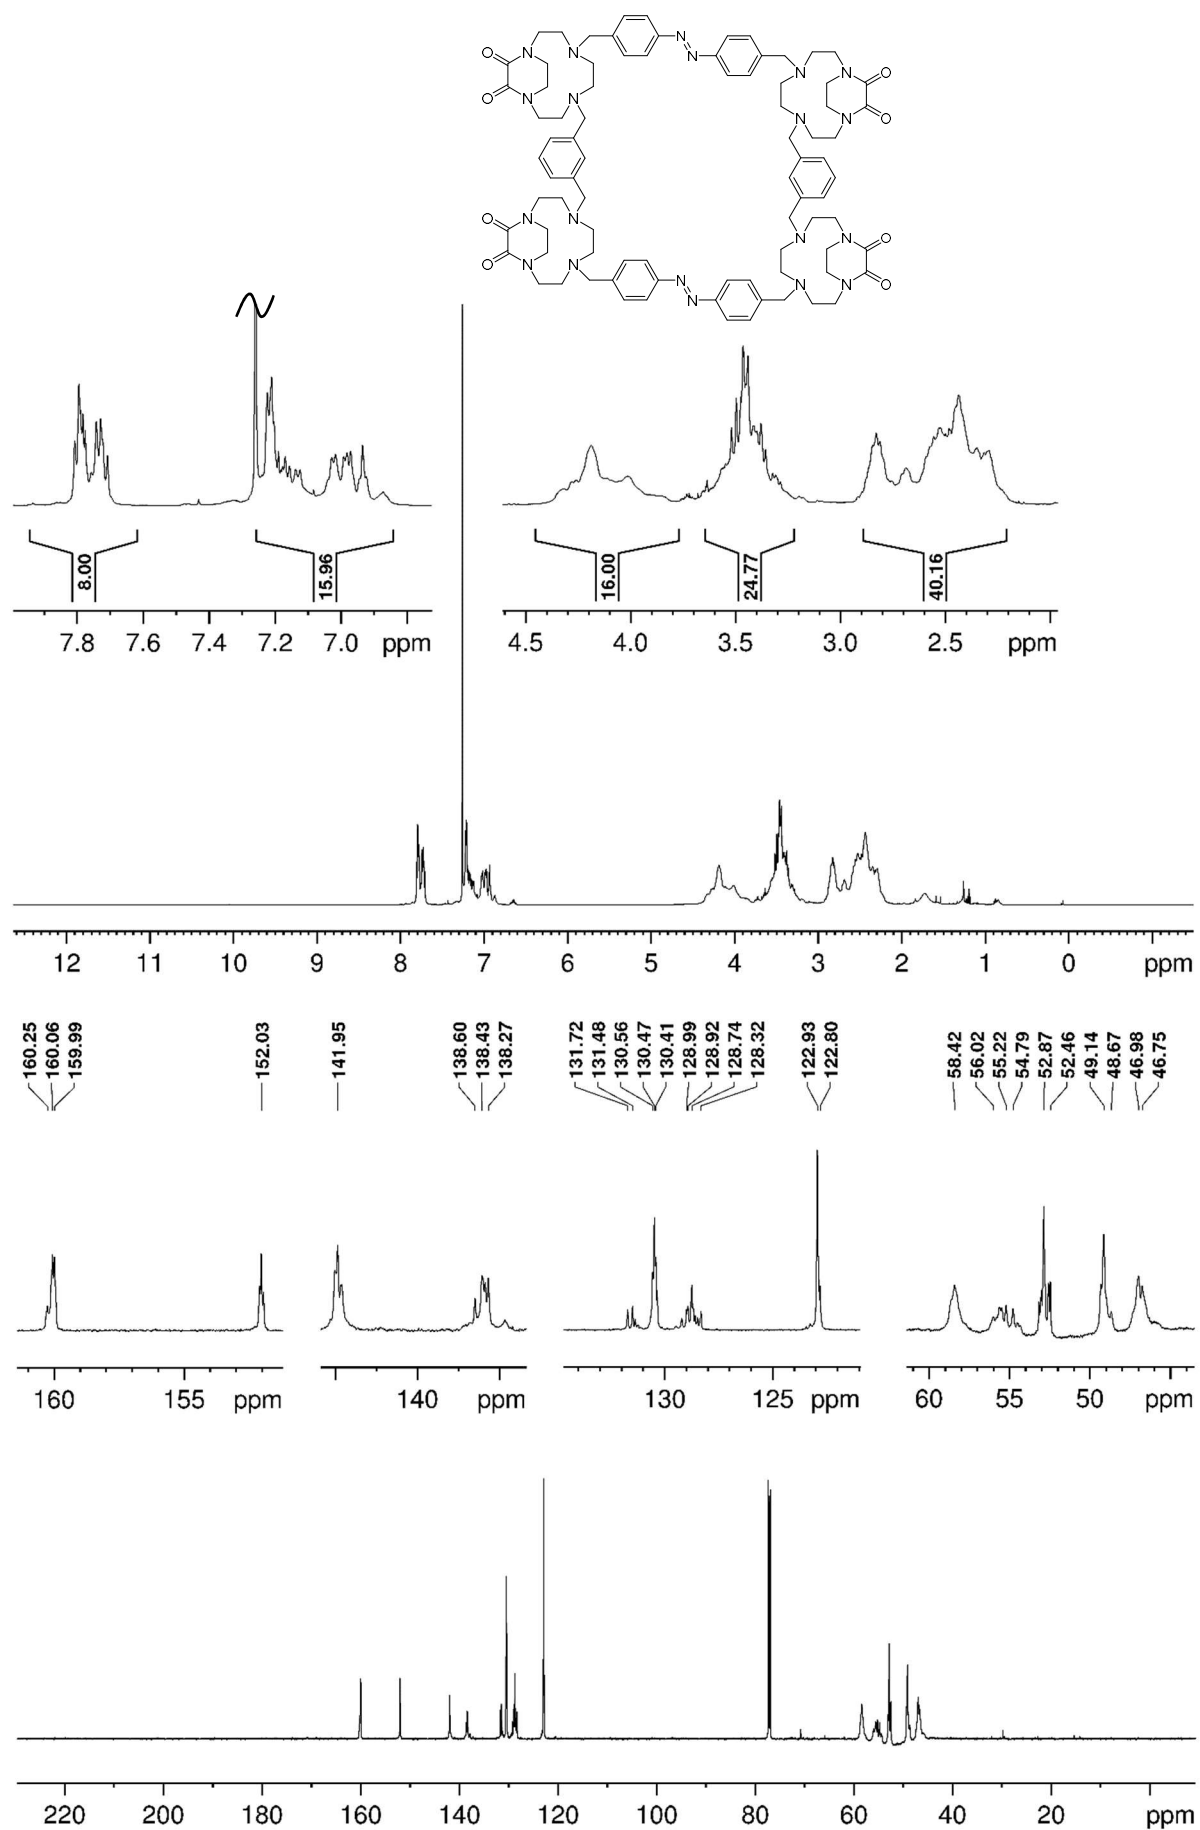 N N N N
O O
N N
N N N N
O O
N N N N
O O
N N
N N N N
O O
8.00
15.96
16.00
24.77
40.16
7.8 7.6 7.4 7.2 7.0 ppm
4.5 4.0 3.5 3.0 2.5 ppm
12 11 10 9 8 7 6 5 4 3 2 1 0 ppm
160.25
160.06
159.99
152.03
141.95
138.60
138.43
138.27
131.72
131.48
130.56
130.47
130.41
128.99
128.92
128.74
128.32
122.93
122.80
58.42
56.02
55.22
54.79
52.87
52.46
49.14
48.67
46.98
46.75
160 155 ppm
140 ppm
130 125 ppm
60 55 50 ppm
220 200 180 160 140 120 100 80 60 40 20 ppm